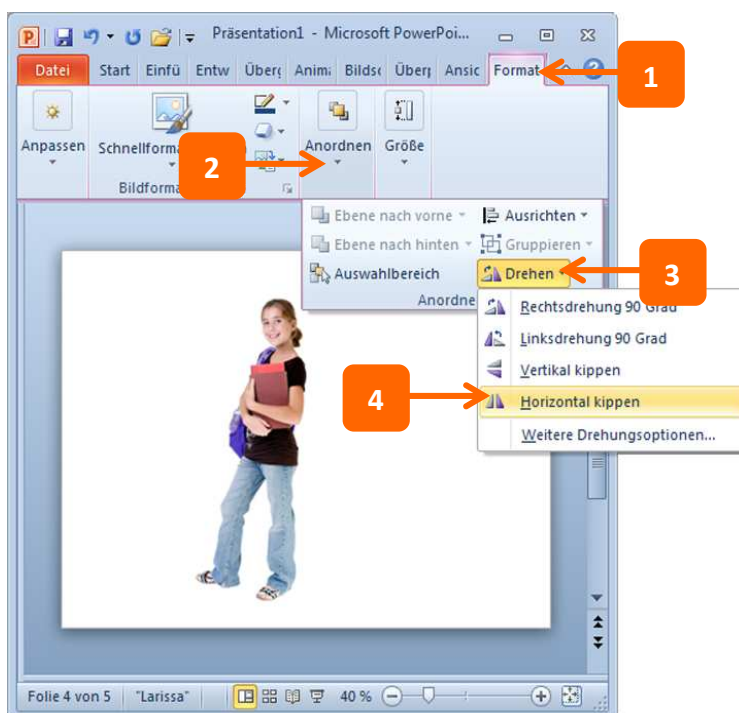 Präsentation1 - Microsoft PowerPoi...
Datei Start Einfü Entw Überg Anima Bildsc Überp Ansic Format
1
Anpassen Schnellforma Anordnen Größe
2
Bildforma
Ebene nach vorne Ausrichten
Ebene nach hinten Gruppieren
Auswahlbereich Drehen
3
Anordne
Rechtsdrehung 90 Grad
Linksdrehung 90 Grad
Vertikal kippen
4
Horizontal kippen
Weitere Drehungsoptionen...
Folie 4 von 5 "Larissa" 40 %